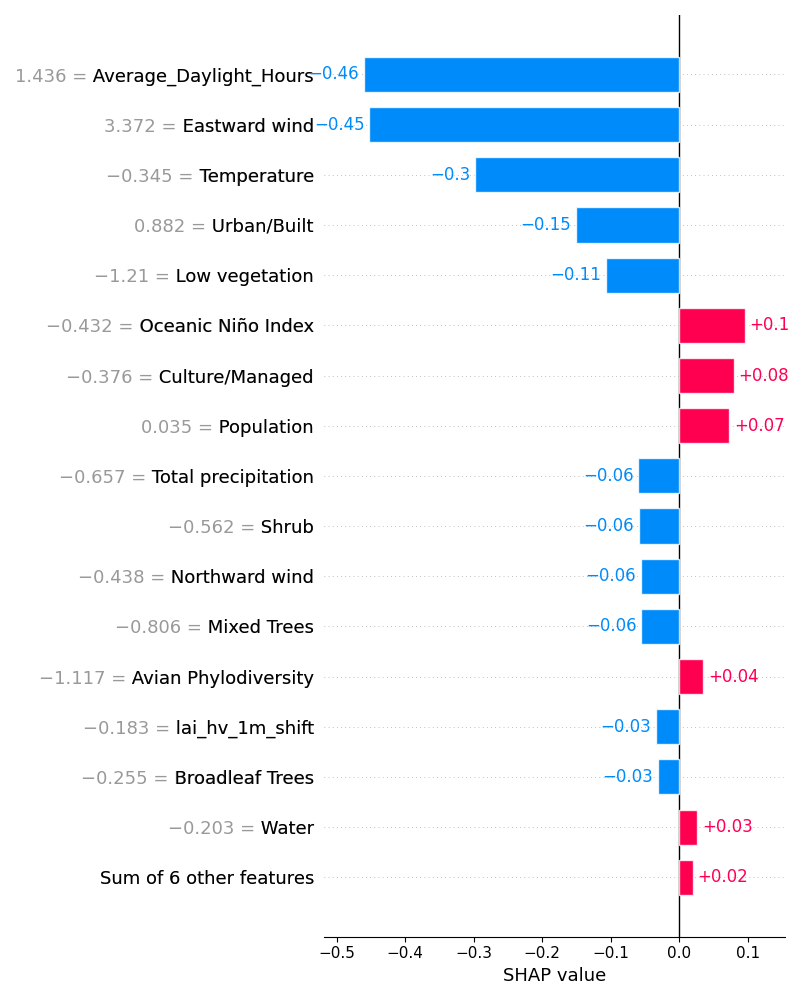 1.436 = Average_Daylight_Hours −0.46
3.372 = Eastward wind −0.45
−0.345 = Temperature −0.3
0.882 = Urban/Built −0.15
−1.21 = Low vegetation −0.11
−0.432 = Oceanic Niño Index +0.1
−0.376 = Culture/Managed +0.08
0.035 = Population +0.07
−0.657 = Total precipitation −0.06
−0.562 = Shrub −0.06
−0.438 = Northward wind −0.06
−0.806 = Mixed Trees −0.06
−1.117 = Avian Phylodiversity +0.04
−0.183 = lai_hv_1m_shift −0.03
−0.255 = Broadleaf Trees −0.03
−0.203 = Water +0.03
Sum of 6 other features +0.02
−0.5 −0.4 −0.3 −0.2 −0.1 0.0 0.1
SHAP value